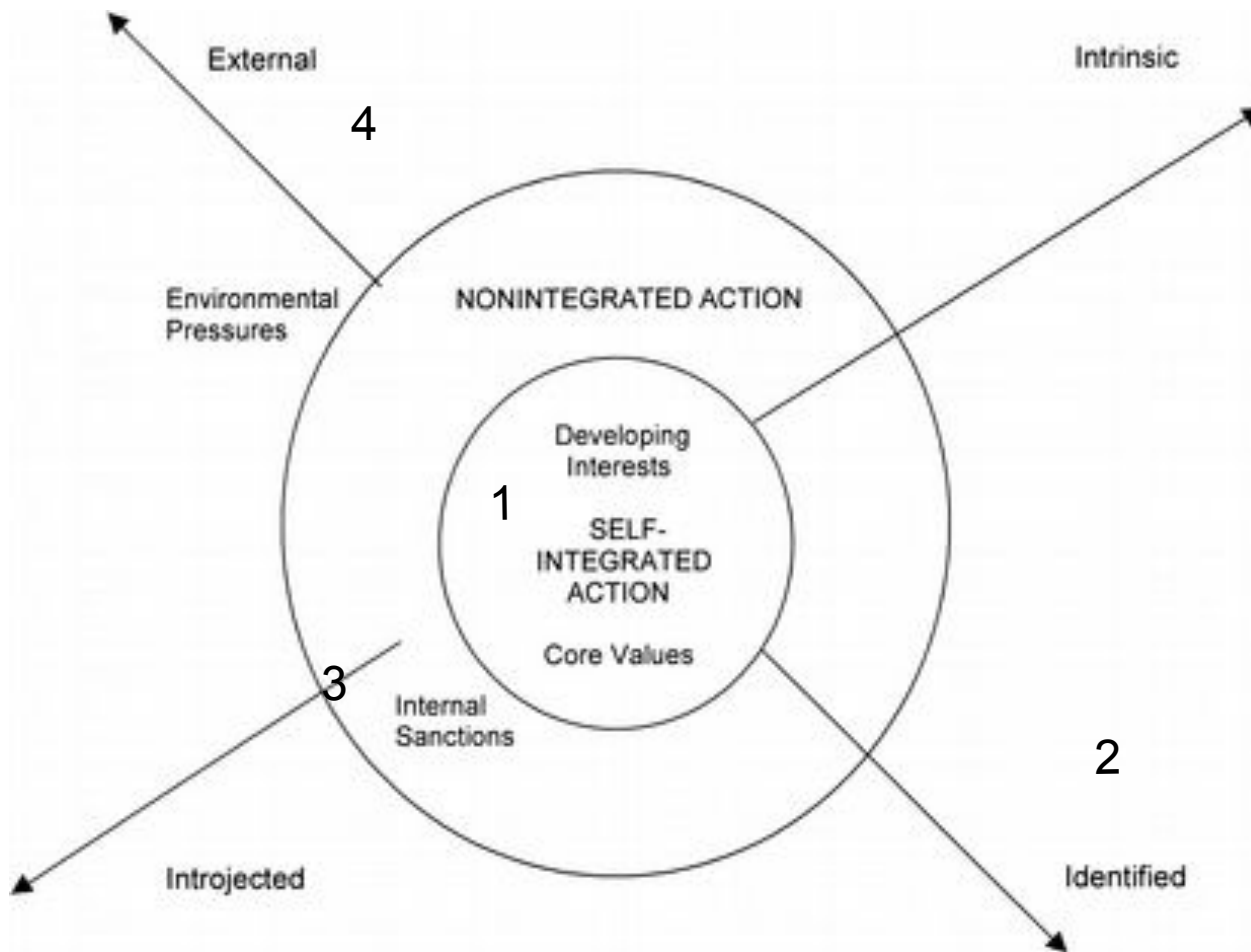 External
Intrinsic
4
Environmental
Pressures
NONINTEGRATED ACTION
Developing
Interests
1
SELF-
INTEGRATED
ACTION
Core Values
3
Internal
Sanctions
2
Introjected
Identified